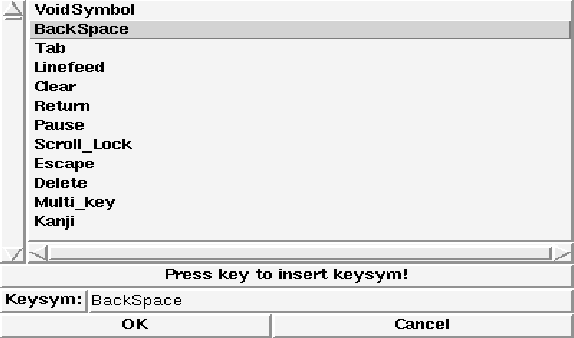 VoidSymbol
BackSpace
Tab
Linefeed
Clear
Return
Pause
Scroll_Lock
Escape
Delete
Multi_key
Kanji
Press key to insert keysym!
Keysym: BackSpace
OK Cancel